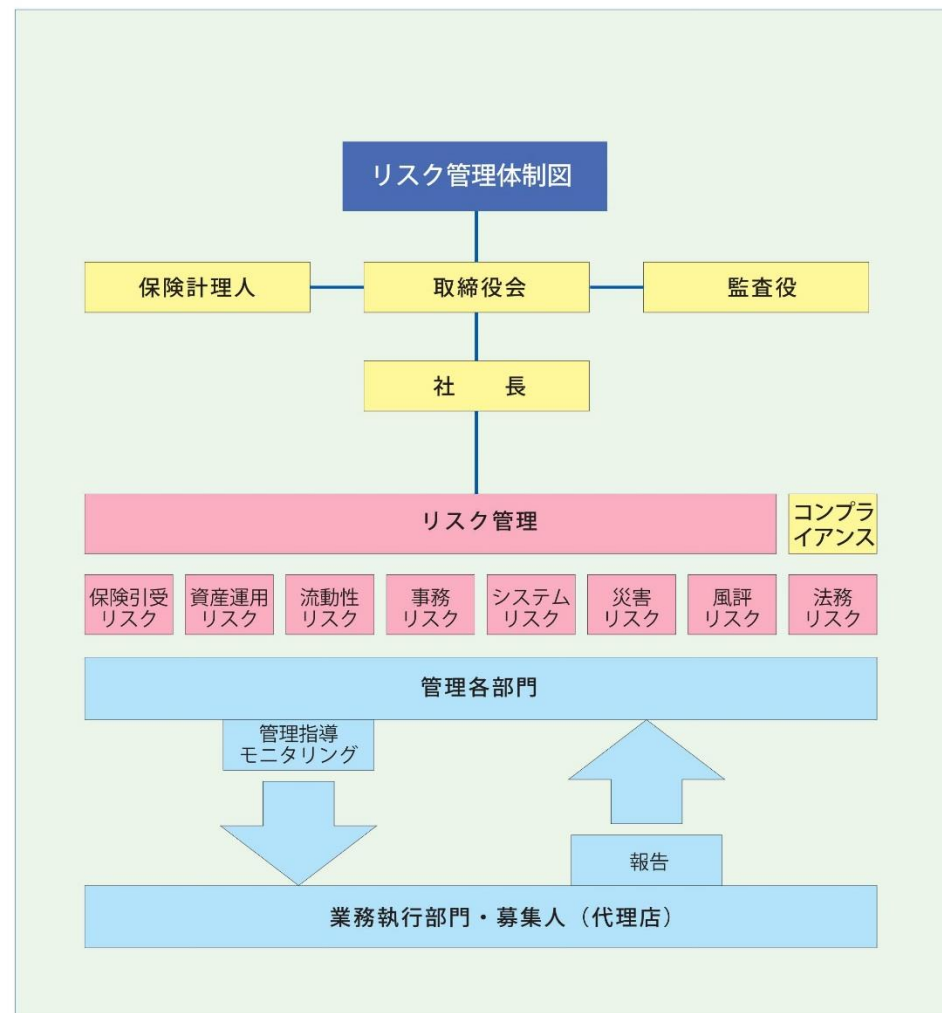 リスク管理体制図
保険計理人
取締役会
監査役
社　　長
リスク管理
コンプラ
イアンス
保険引受
リスク
資産運用
リスク
流動性
リスク
事務
リスク
システム
リスク
災害
リスク
風評
リスク
法務
リスク
管理各部門
管理指導
モニタリング
報告
業務執行部門・募集人（代理店）